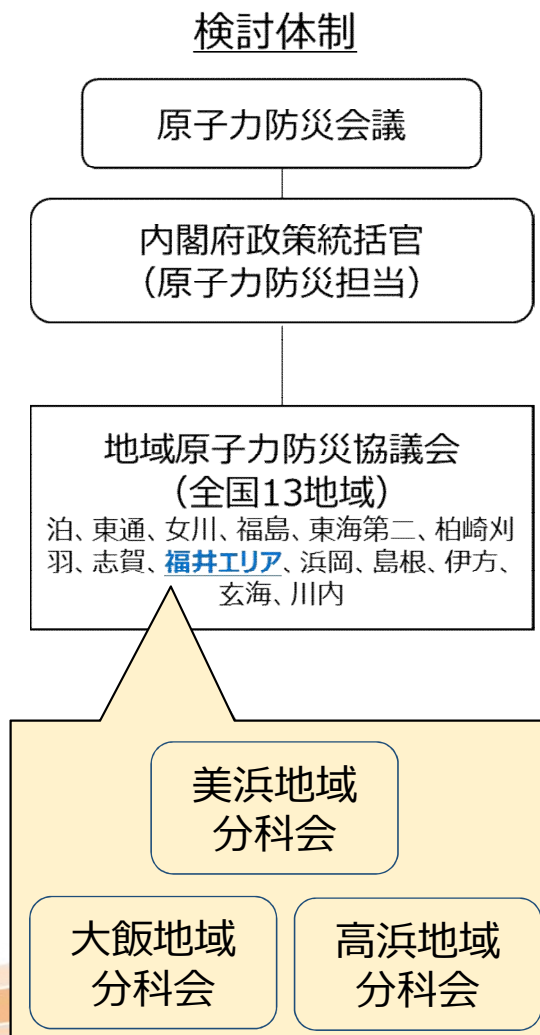 検討体制
原子力防災会議
内閣府政策統括官
（原子力防災担当）
地域原子力防災協議会
（全国13地域）
泊、東通、女川、福島、東海第二、柏崎刈
羽、志賀、福井エリア、浜岡、島根、伊方、
玄海、川内
美浜地域
分科会
大飯地域
分科会
高浜地域
分科会